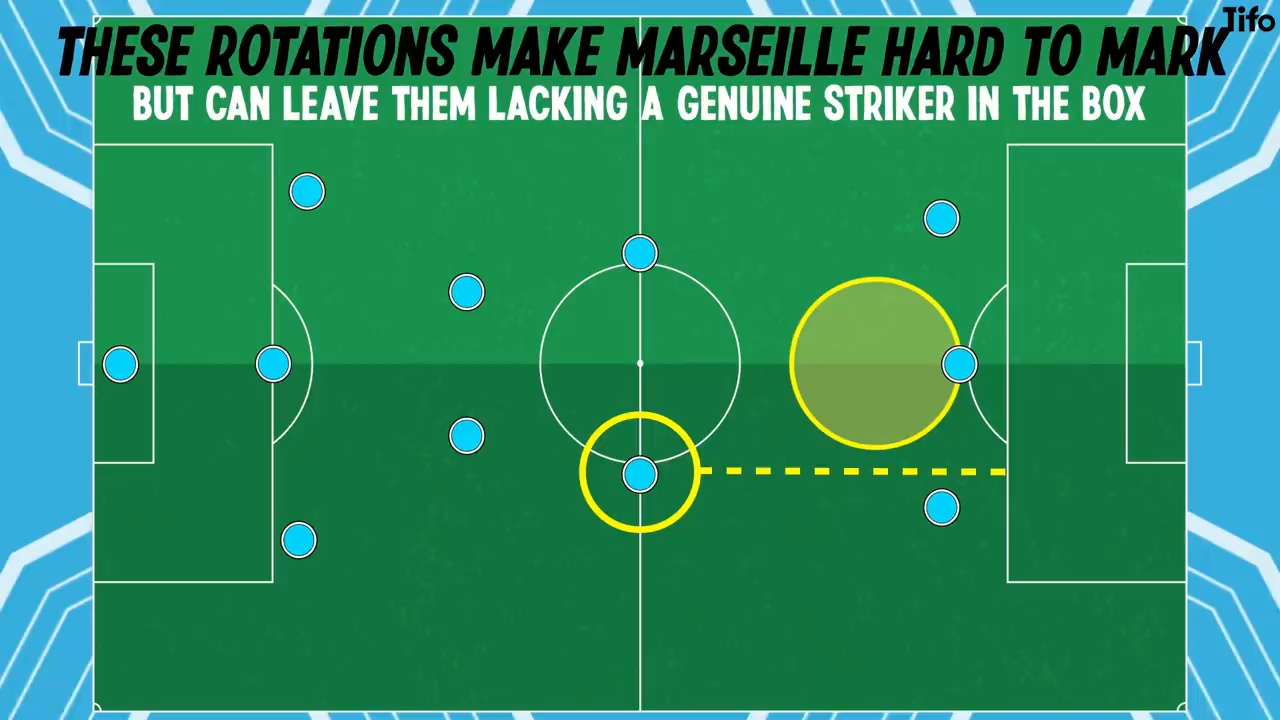 Tifo
THESE ROTATIONS MAKE MARSEILLE HARD TO MARK
BUT CAN LEAVE THEM LACKING A GENUINE STRIKER IN THE BOX